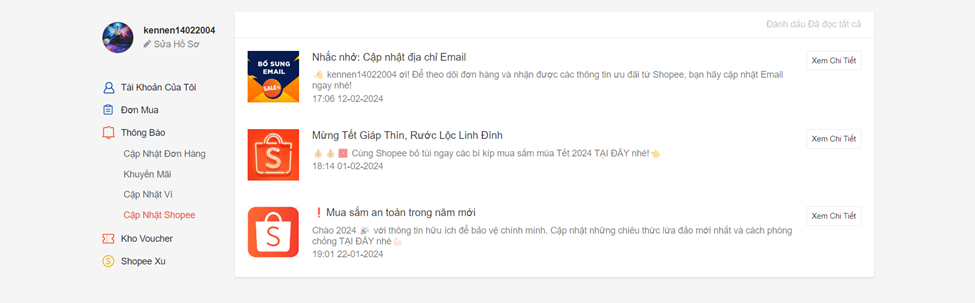 kennen14022004
Sửa Hồ Sơ
Tài Khoản Của Tôi
Đơn Mua
Thông Báo
Cập Nhật Đơn Hàng
Khuyến Mãi
Cập Nhật Ví
Cập Nhật Shopee
Kho Voucher
Shopee Xu
Đánh dấu Đã đọc tất cả
BỔ SUNG
EMAIL
SALE
Nhắc nhở: Cập nhật địa chỉ Email
👋 kennen14022004 ơi! Để theo dõi đơn hàng và nhận được các thông tin ưu đãi từ Shopee, bạn hãy cập nhật Email
ngay nhé!
17:06 12-02-2024
Xem Chi Tiết
Mừng Tết Giáp Thìn, Rước Lộc Linh Đình
💰💰🧧 Cùng Shopee bỏ túi ngay các bí kíp mua sắm mùa Tết 2024 TẠI ĐÂY nhé!👈
18:14 01-02-2024
Xem Chi Tiết
❗Mua sắm an toàn trong năm mới
Chào 2024 🎉 với thông tin hữu ích để bảo vệ chính mình. Cập nhật những chiêu thức lừa đảo mới nhất và cách phòng
chống TẠI ĐÂY nhé💪🏻
19:01 22-01-2024
Xem Chi Tiết